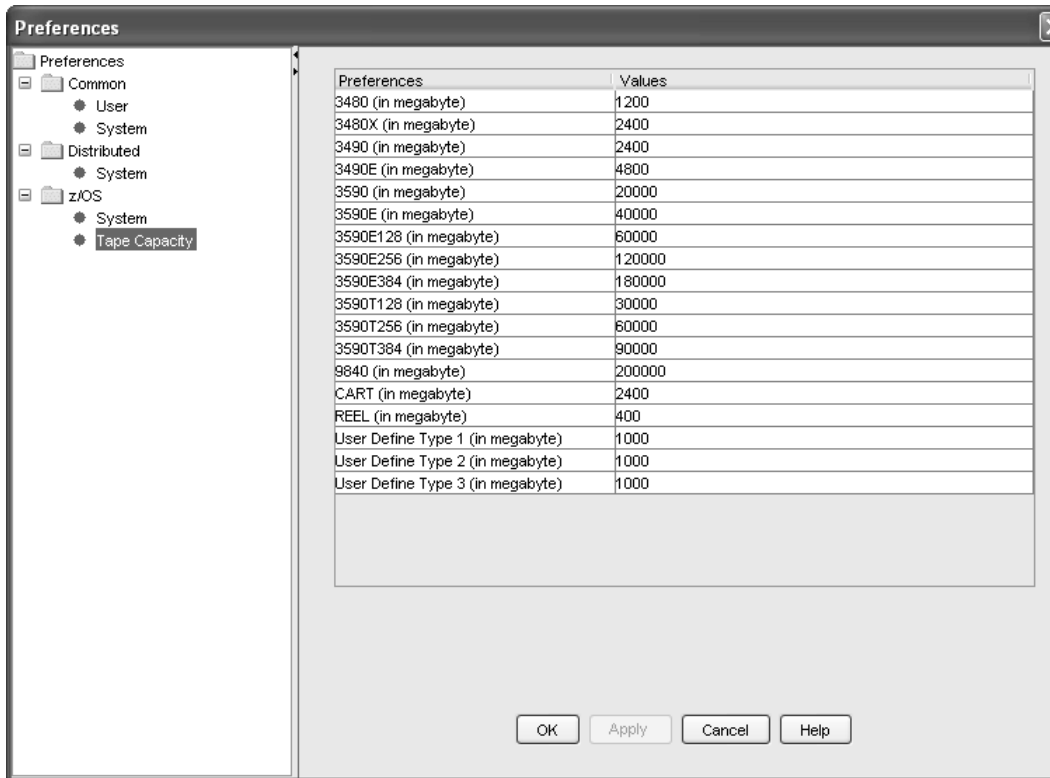 Preferences
Preferences
Common
User
System
Distributed
System
z/OS
System
Tape Capacity
Preferences Values
3480 (in megabyte) 1200
3480X (in megabyte) 2400
3490 (in megabyte) 2400
3490E (in megabyte) 4800
3590 (in megabyte) 20000
3590E (in megabyte) 40000
3590E128 (in megabyte) 60000
3590E256 (in megabyte) 120000
3590E384 (in megabyte) 180000
3590T128 (in megabyte) 30000
3590T256 (in megabyte) 60000
3590T384 (in megabyte) 90000
9840 (in megabyte) 200000
CART (in megabyte) 2400
REEL (in megabyte) 400
User Define Type 1 (in megabyte) 1000
User Define Type 2 (in megabyte) 1000
User Define Type 3 (in megabyte) 1000
OK Apply Cancel Help